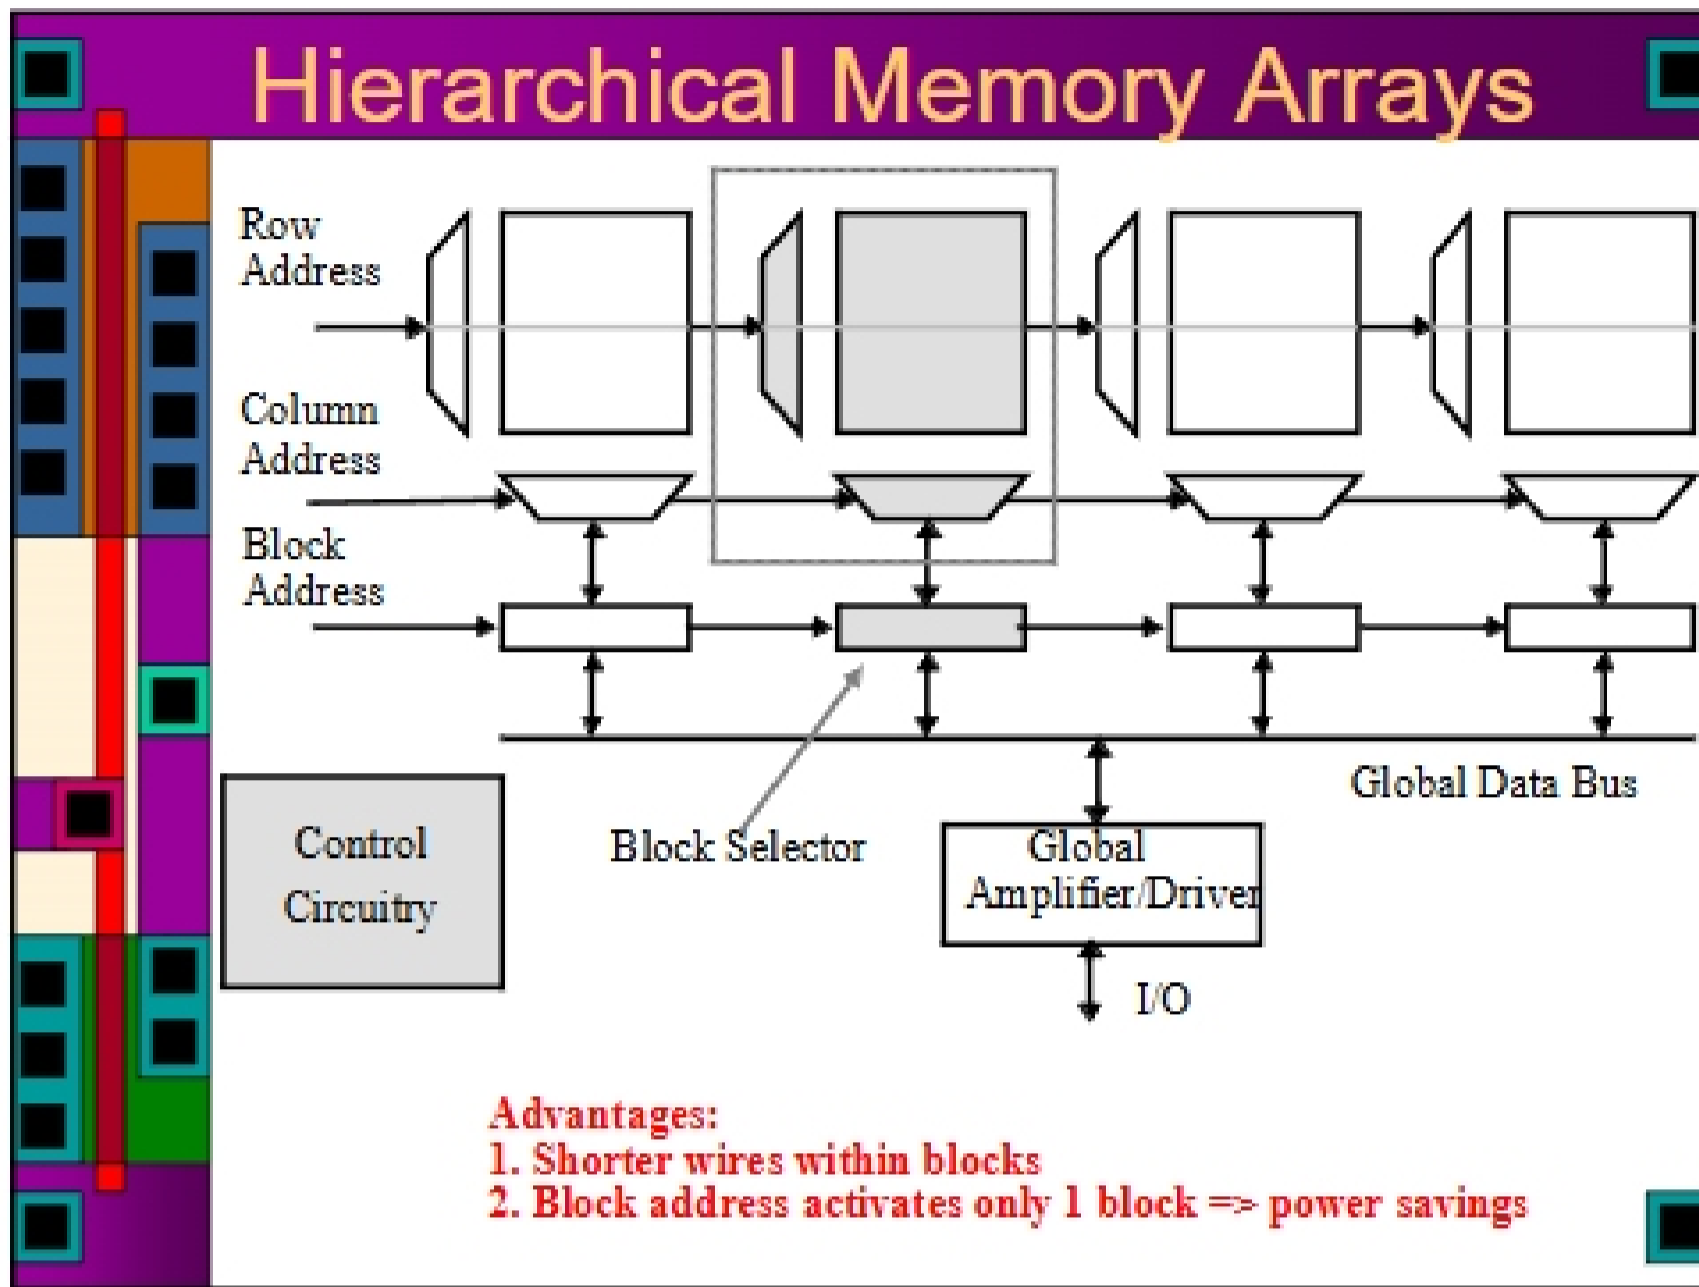 Hierarchical Memory Arrays
Row
Address
Column
Address
Block
Address
Global Data Bus
Control
Circuitry
Block Selector
Global
Amplifier/Driver
I/O
Advantages:
1. Shorter wires within blocks
2. Block address activates only 1 block => power savings